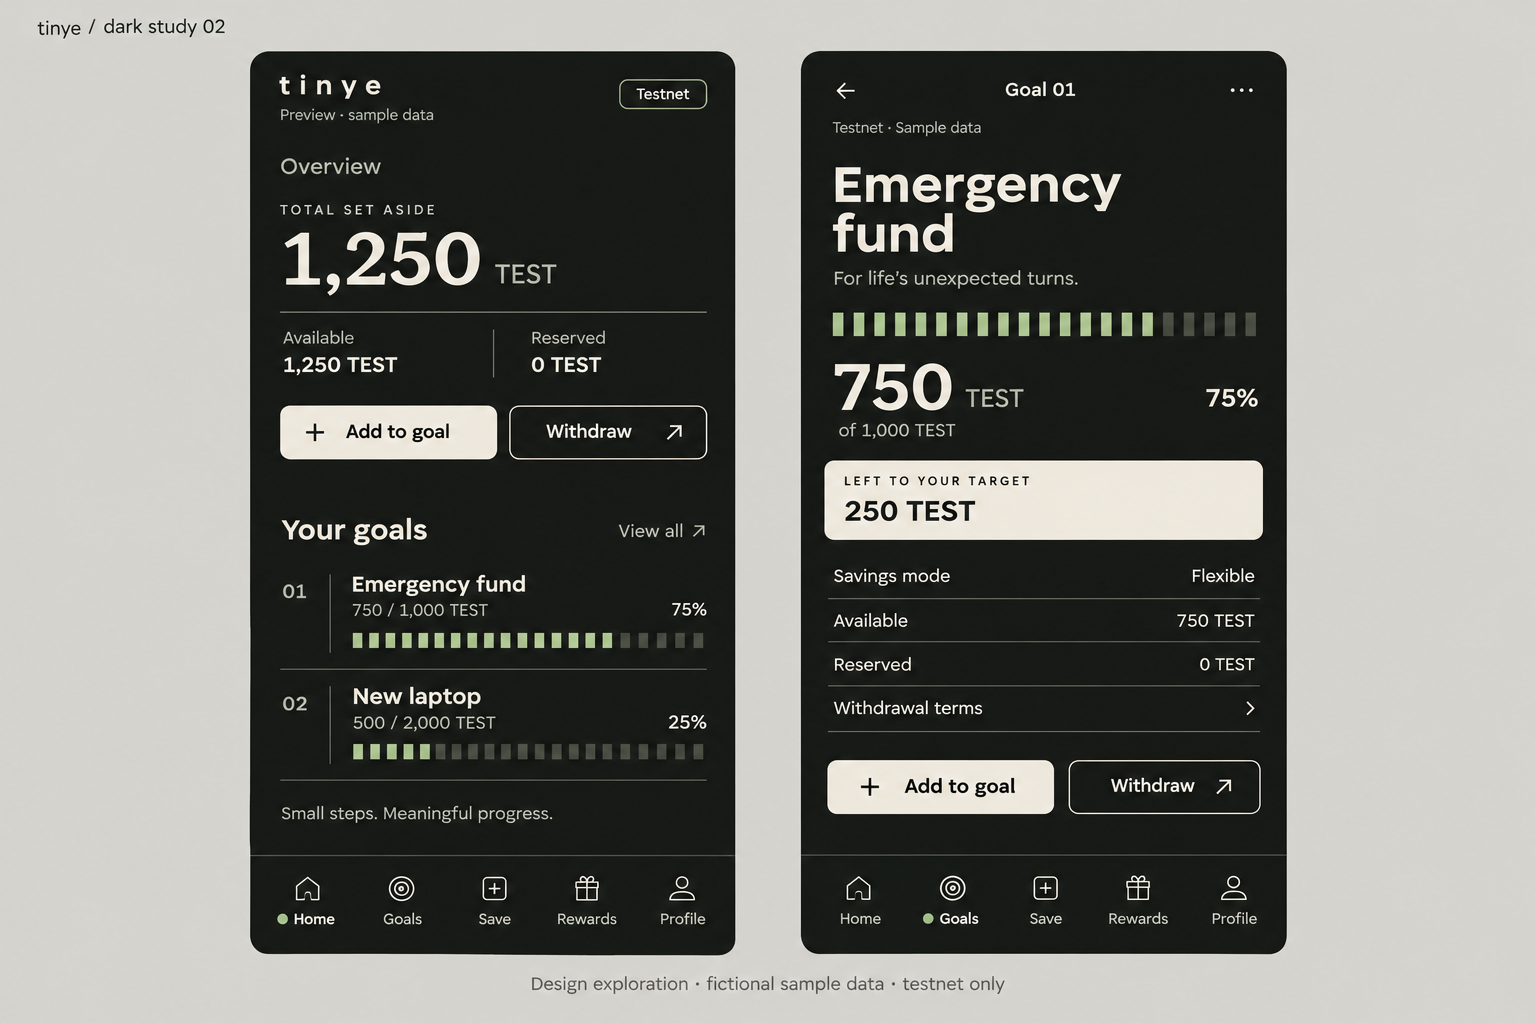 tinye / dark study 02
tinye
Testnet
Preview · sample data
Overview
TOTAL SET ASIDE
1,250 TEST
Available
1,250 TEST
Reserved
0 TEST
+ Add to goal
Withdraw ↗
Your goals
View all ↗
01
Emergency fund
750 / 1,000 TEST
75%
02
New laptop
500 / 2,000 TEST
25%
Small steps. Meaningful progress.
Home
Goals
Save
Rewards
Profile
← Goal 01 ···
Testnet · Sample data
Emergency
fund
For life’s unexpected turns.
750 TEST
75%
of 1,000 TEST
LEFT TO YOUR TARGET
250 TEST
Savings mode
Flexible
Available
750 TEST
Reserved
0 TEST
Withdrawal terms
+ Add to goal
Withdraw ↗
Home
Goals
Save
Rewards
Profile
Design exploration · fictional sample data · testnet only